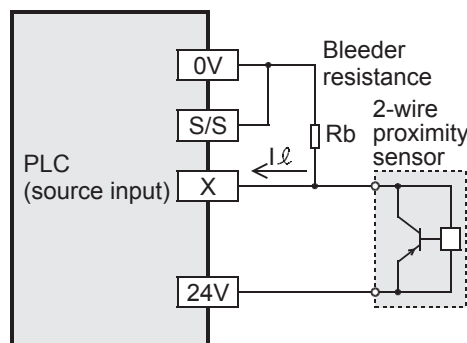 0V
Bleeder
resistance
S/S
Rb
2-wire
proximity
sensor
PLC
(source input)
Iℓ
X
24V